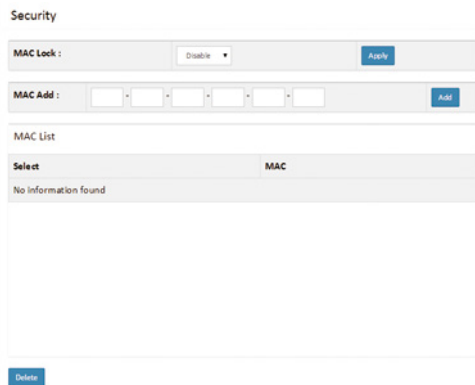 Security
MAC Lock : Disable Apply
MAC Add : - - - - - Add
MAC List
Select MAC
No information found
Delete